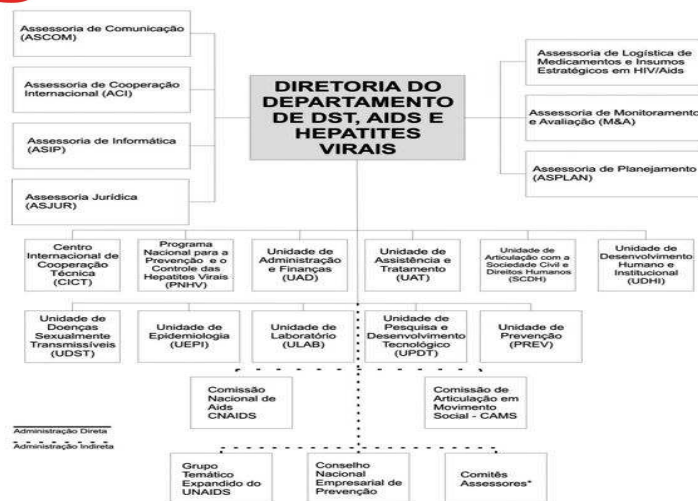 Assessoria de Comunicação
(ASCOM)
Assessoria de Cooperação
Internacional (ACI)
Assessoria de Informática
(ASIP)
Assessoria Jurídica
(ASJUR)
DIRETORIA DO
DEPARTAMENTO
DE DST, AIDS E
HEPATITES
VIRAIS
Assessoria de Logística de
Medicamentos e Insumos
Estratégicos em HIV/Aids
Assessoria de Monitoramento
e Avaliação (M&A)
Assessoria de Planejamento
(ASPLAN)
Centro
Internacional de
Cooperação
Técnica
(CICT)
Programa
Nacional para a
Prevenção e o
Controle das
Hepatites Virais
(PNHV)
Unidade de
Administração
e Finanças
(UAD)
Unidade de
Assistência e
Tratamento
(UAT)
Unidade de
Articulação com a
Sociedade Civil e
Direitos Humanos
(SCDH)
Unidade de
Desenvolvimento
Humano e
Institucional
(UDHI)
Unidade de
Doenças
Sexualmente
Transmissíveis
(UDST)
Unidade de
Epidemiologia
(UEPI)
Unidade de
Laboratório
(ULAB)
Unidade de
Pesquisa e
Desenvolvimento
Tecnológico
(UPDT)
Unidade de
Prevenção
(PREV)
Comissão
Nacional de
Aids
CNAIDS
Comissão de
Articulação em
Movimento
Social - CAMS
Administração Direta
Administração Indireta
Grupo
Temático
Expandido do
UNAIDS
Conselho
Nacional
Empresarial de
Prevenção
Comitês
Assessores*